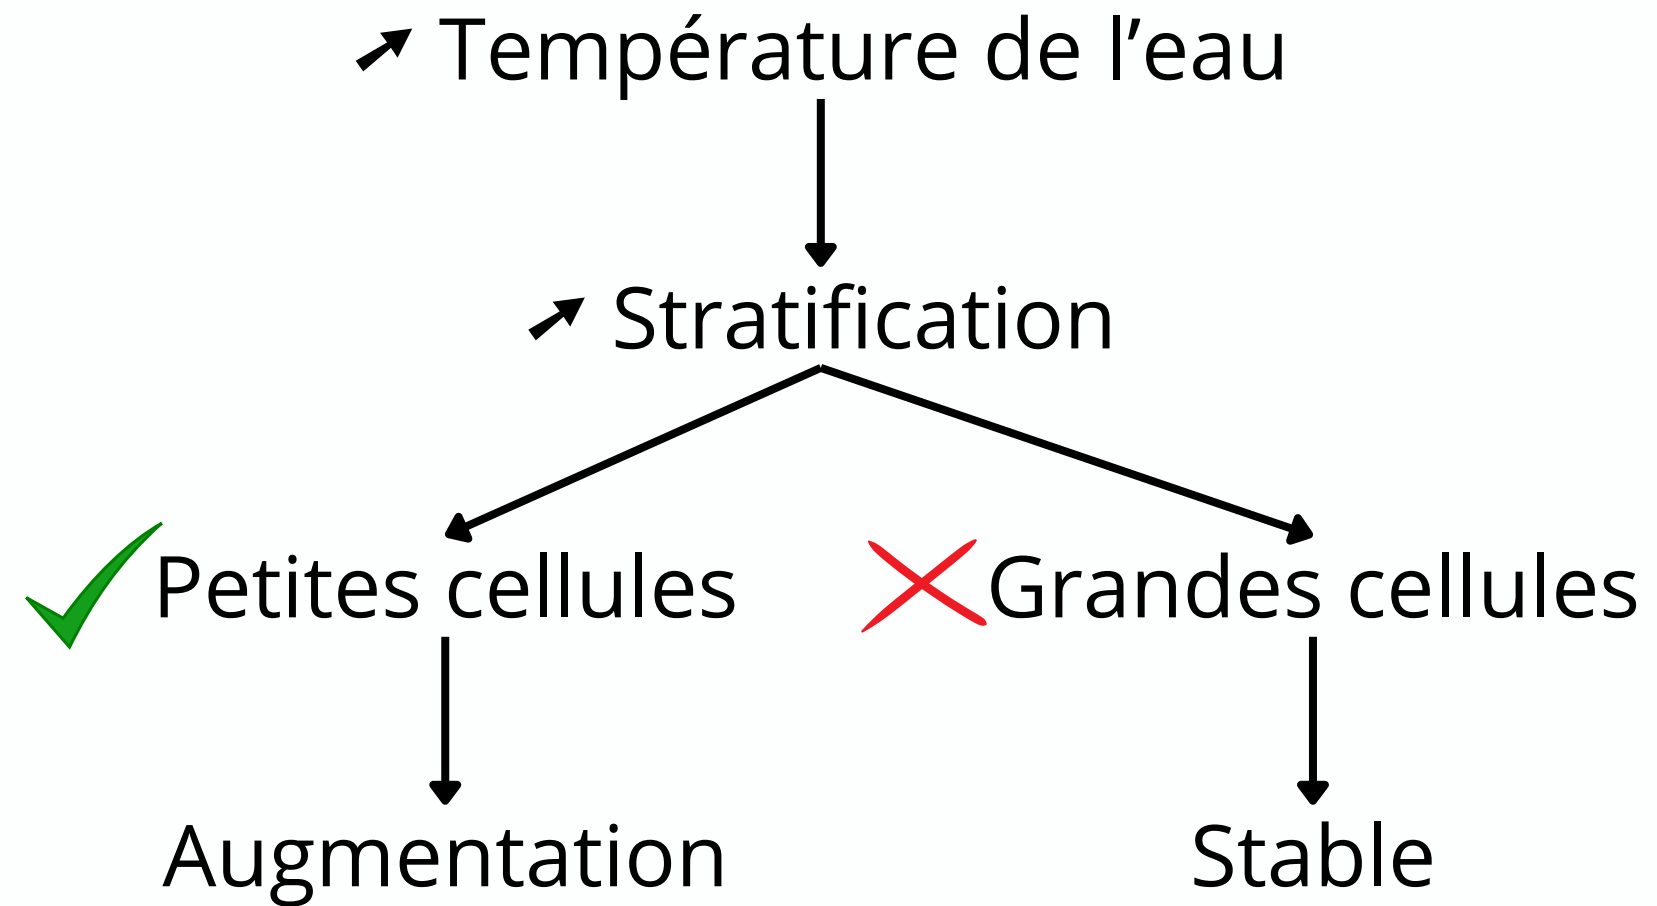 Température de l’eau
Stratification
Petites cellules
Grandes cellules
Augmentation
Stable